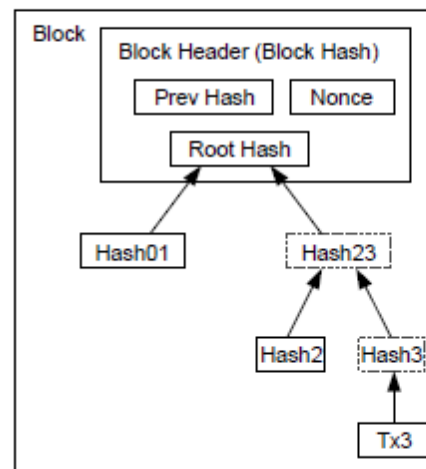 Block
Block Header (Block Hash)
Prev Hash
Nonce
Root Hash
Hash01
Hash23
Hash2
Hash3
Tx3